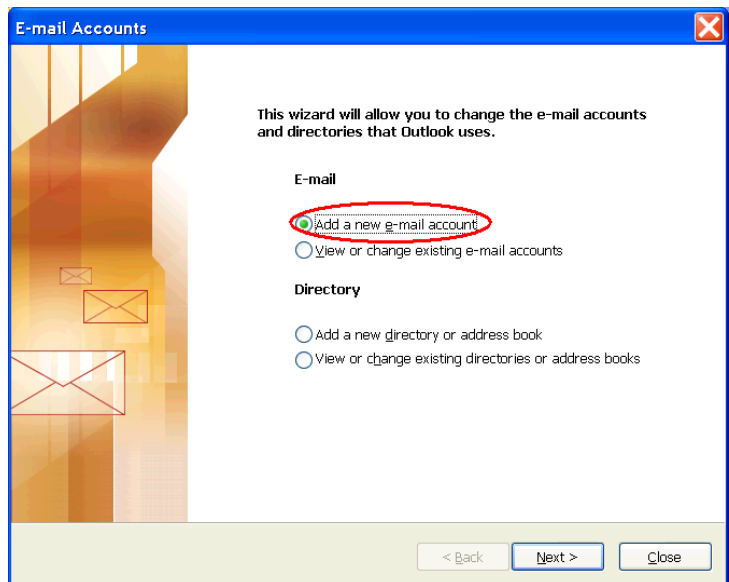 E-mail Accounts
This wizard will allow you to change the e-mail accounts
and directories that Outlook uses.
E-mail
Add a new e-mail account
View or change existing e-mail accounts
Directory
Add a new directory or address book
View or change existing directories or address books
< Back Next > Close